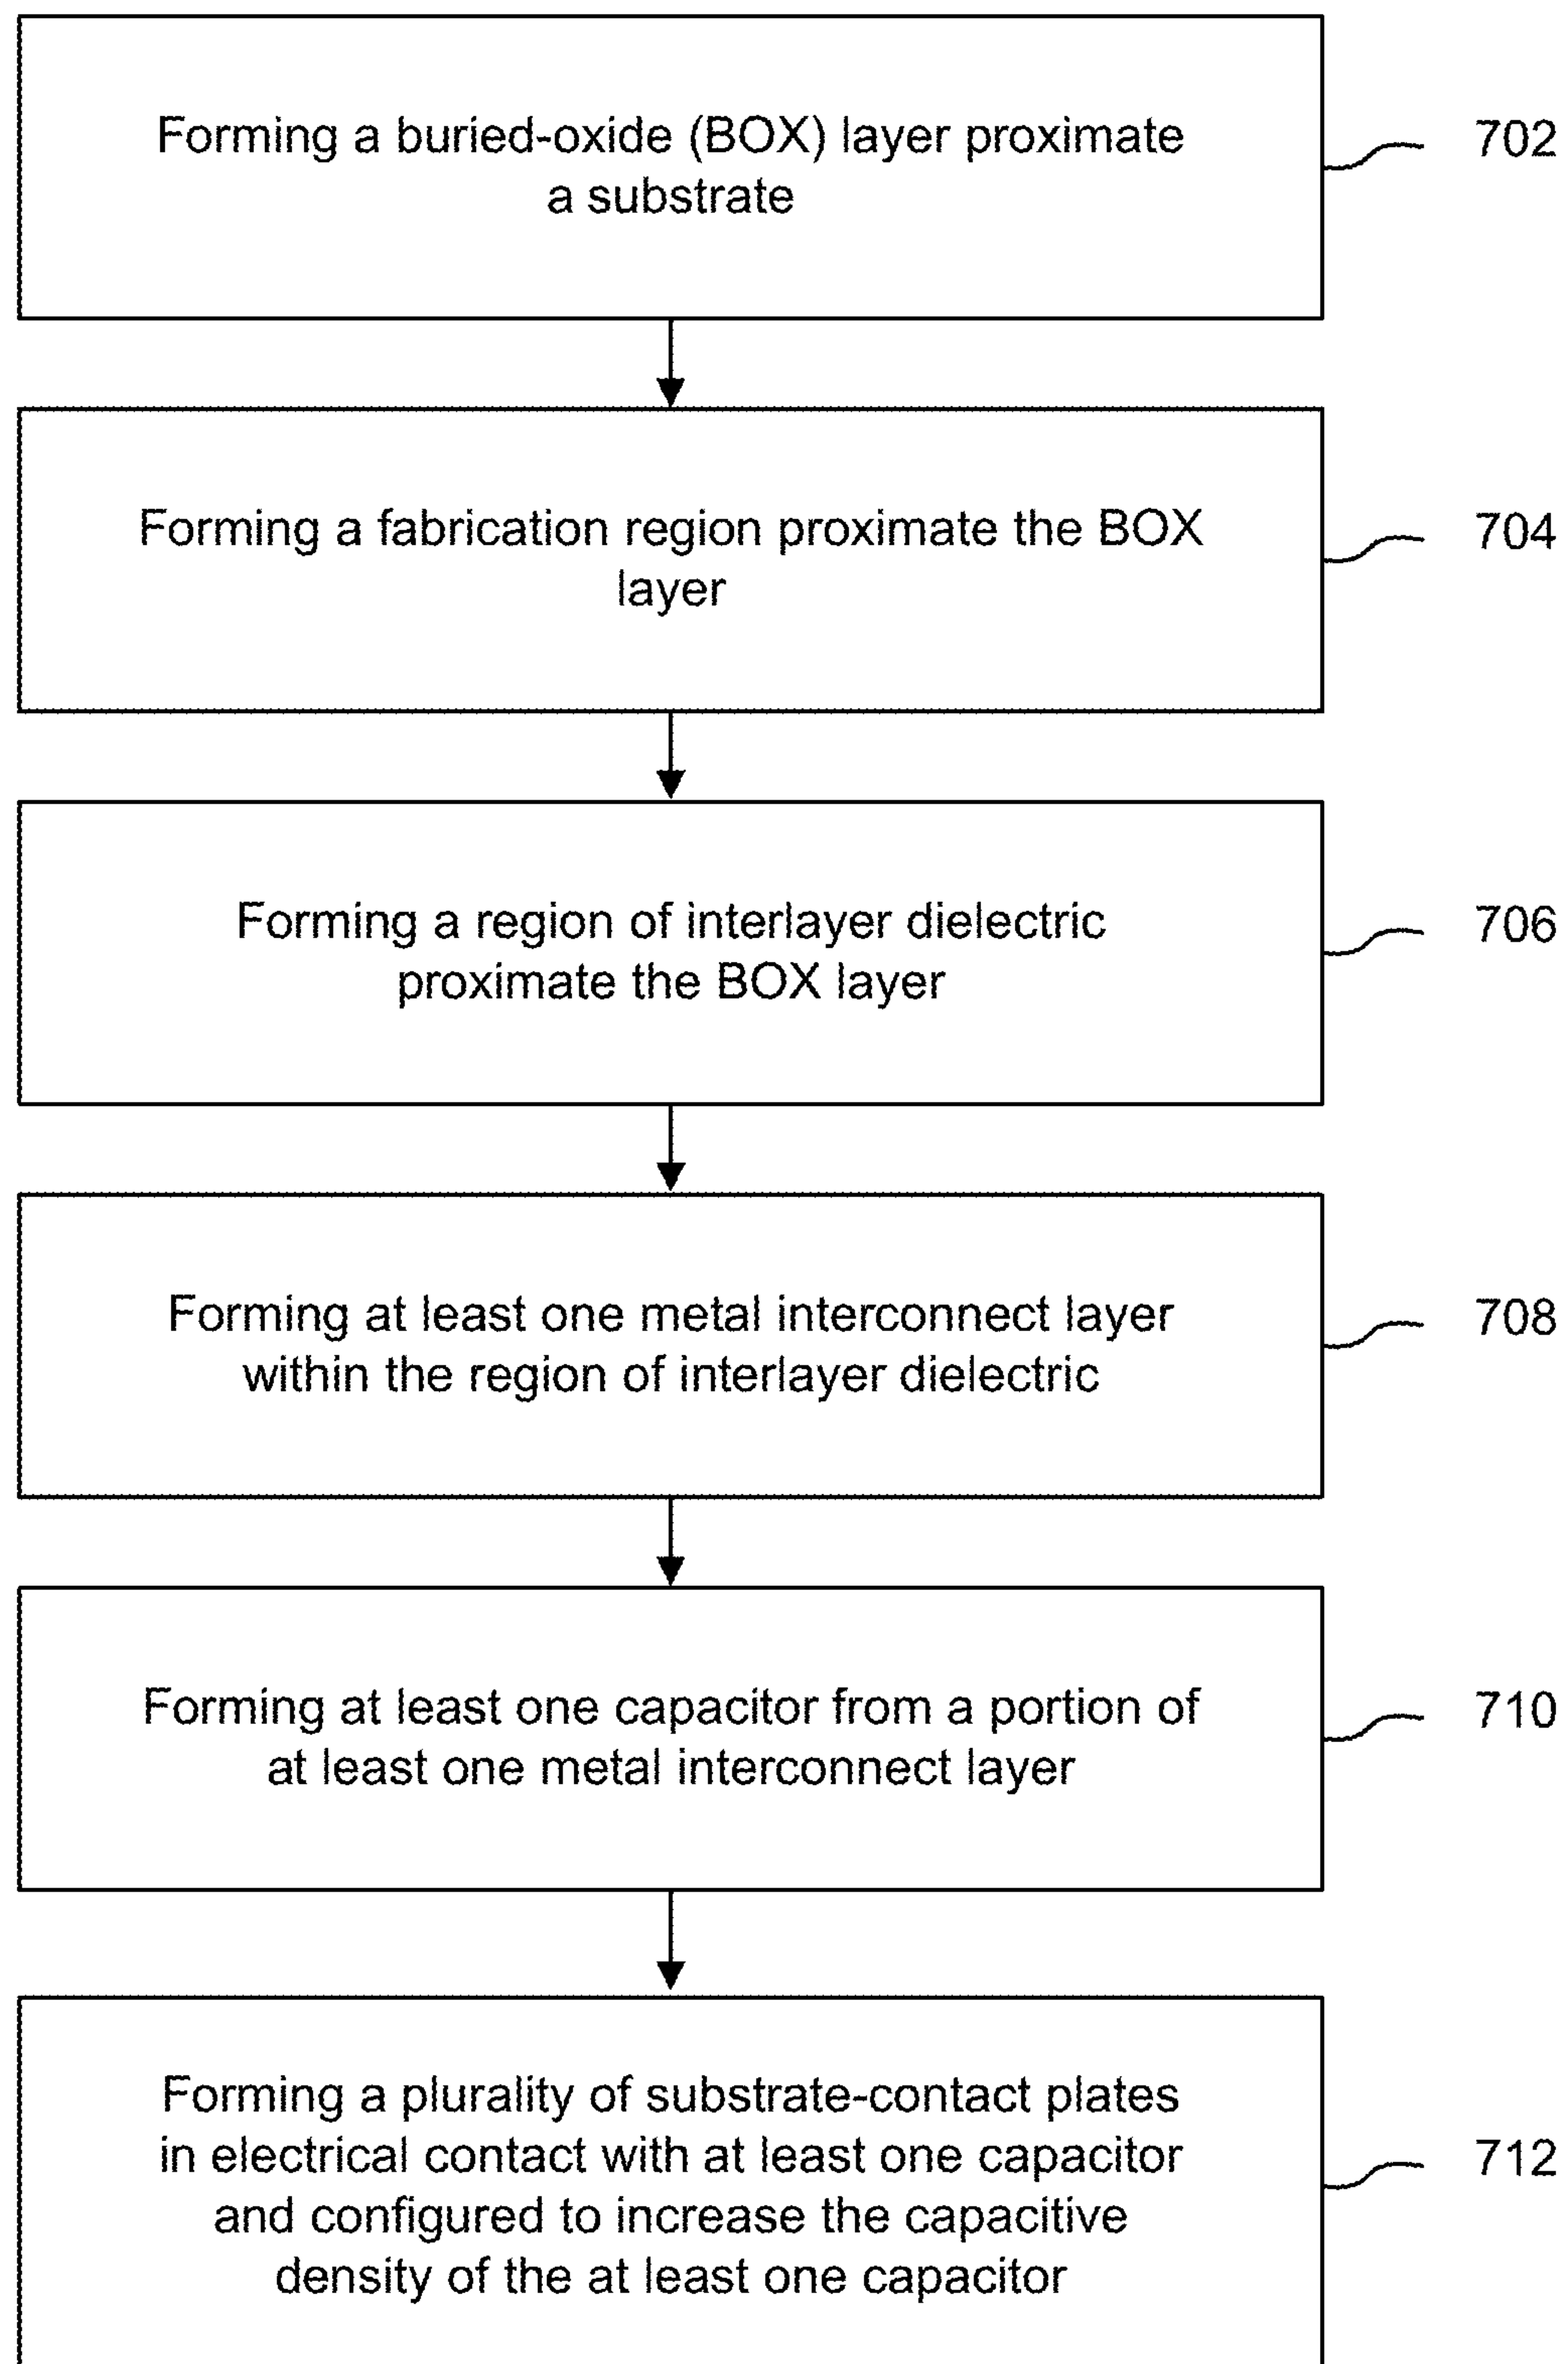 Forming a buried-oxide (BOX) layer proximate
a substrate
702
Forming a fabrication region proximate the BOX
layer
704
Forming a region of interlayer dielectric
proximate the BOX layer
706
Forming at least one metal interconnect layer
within the region of interlayer dielectric
708
Forming at least one capacitor from a portion of
at least one metal interconnect layer
710
Forming a plurality of substrate-contact plates
in electrical contact with at least one capacitor
and configured to increase the capacitive
density of the at least one capacitor
712